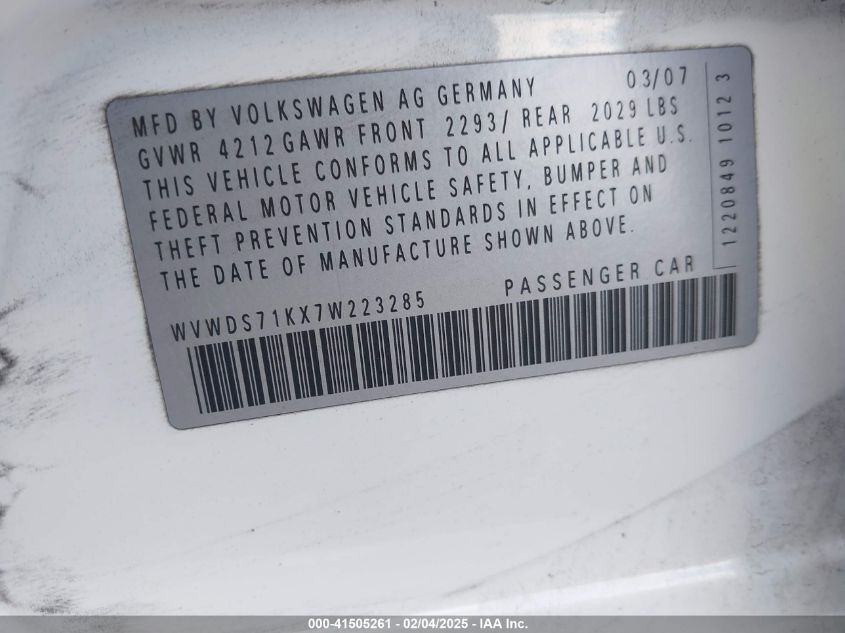 MFD BY VOLKSWAGEN AG GERMANY 03/07
GVWR 4212 GAWR FRONT 2293/ REAR 2029 LBS
THIS VEHICLE CONFORMS TO ALL APPLICABLE U.S.
FEDERAL MOTOR VEHICLE SAFETY, BUMPER AND
THEFT PREVENTION STANDARDS IN EFFECT ON
THE DATE OF MANUFACTURE SHOWN ABOVE.
WVWDS71KX7W223285 PASSENGER CAR
1220849 1012 3
000-41505261 - 02/04/2025 - IAA Inc.